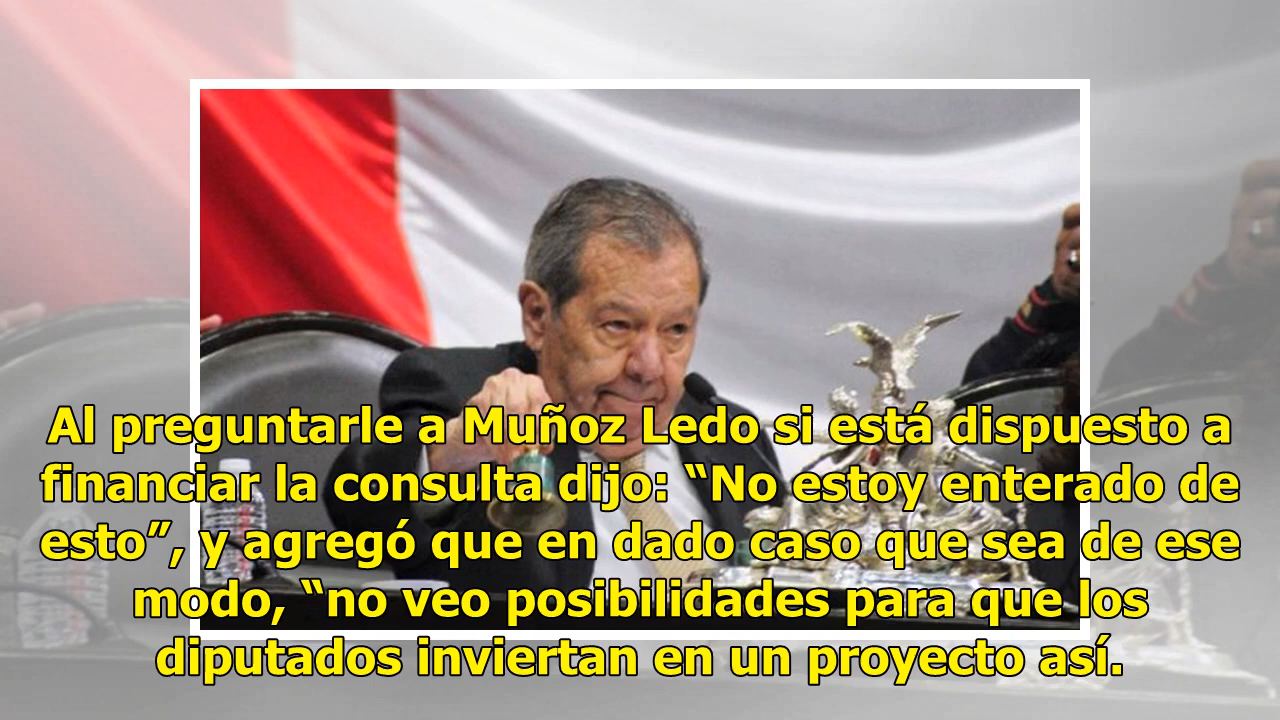 Al preguntarle a Muñoz Ledo si está dispuesto a
financiar la consulta dijo: “No estoy enterado de
esto”, y agregó que en dado caso que sea de ese
modo, “no veo posibilidades para que los
diputados inviertan en un proyecto así.